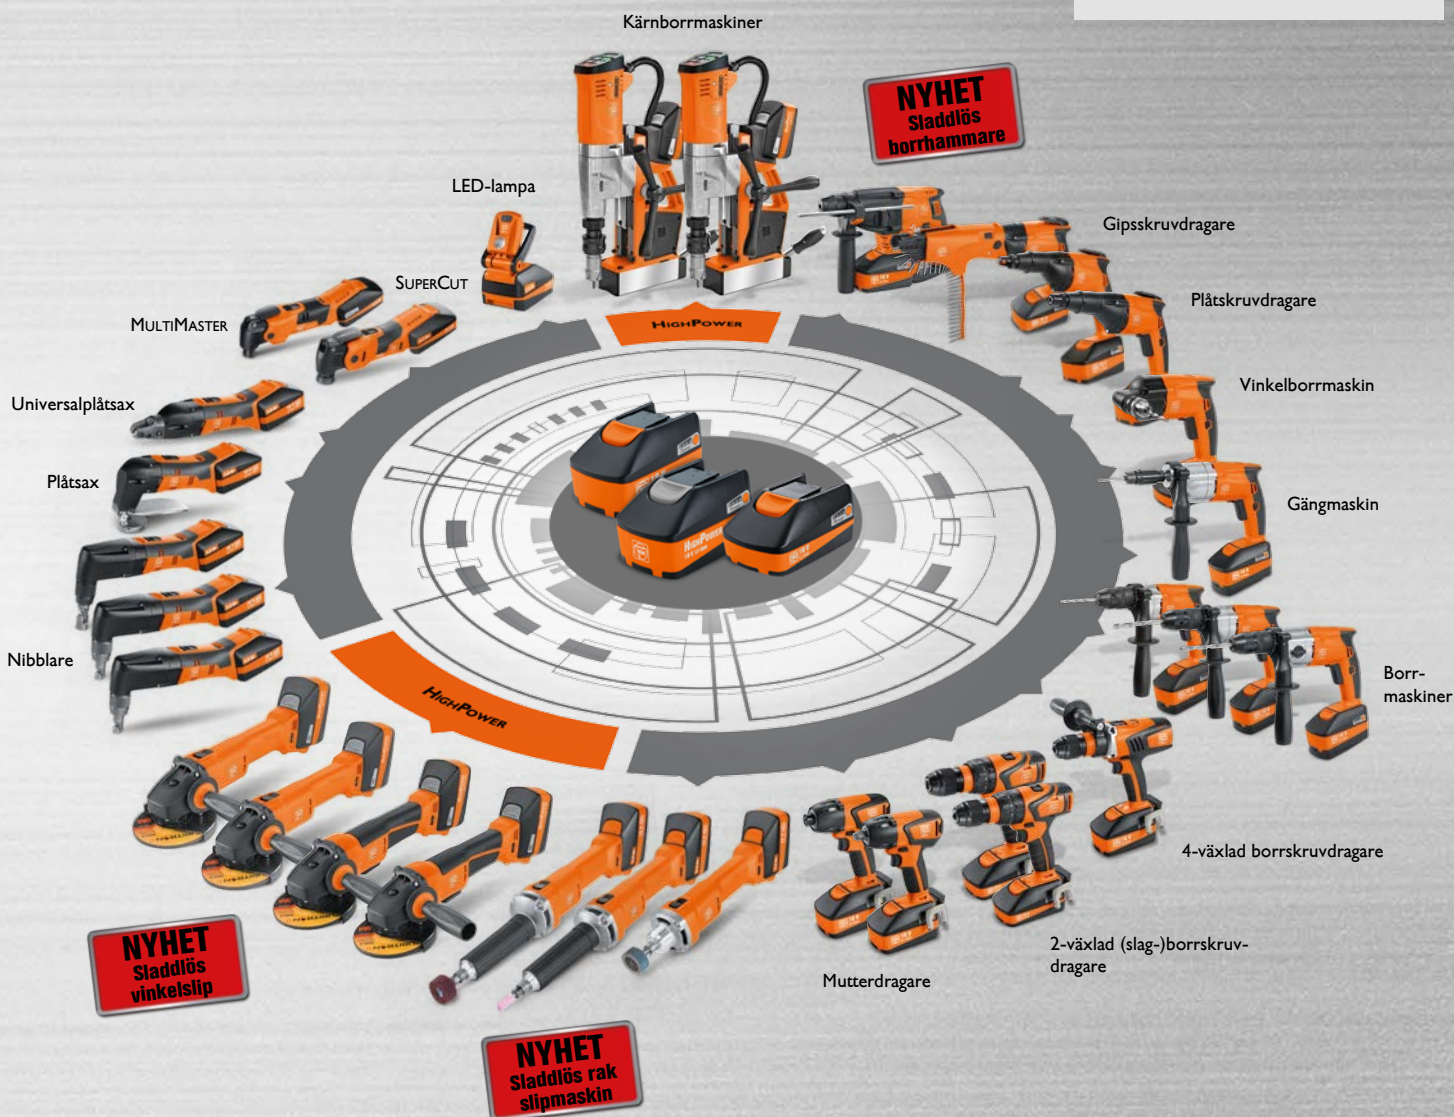 Kärnborrmaskiner
NYHET
Sladdlös
borrhammare
LED-lampa
Gipsskruvdragare
SUPERCUT
Plåtskruvdragare
MULTIMASTER
HIGHPOWER
Vinkelborrmaskin
Universalplåtsax
Plåtsax
Gängmaskin
HIGHPOWER
Nibblare
Borr-
maskiner
HIGHPOWER
4-växlad borrskruvdragare
NYHET
Sladdlös
vinkelslip
2-växlad (slag-)borrskruv-
dragare
Mutterdragare
NYHET
Sladdlös rak
slipmaskin